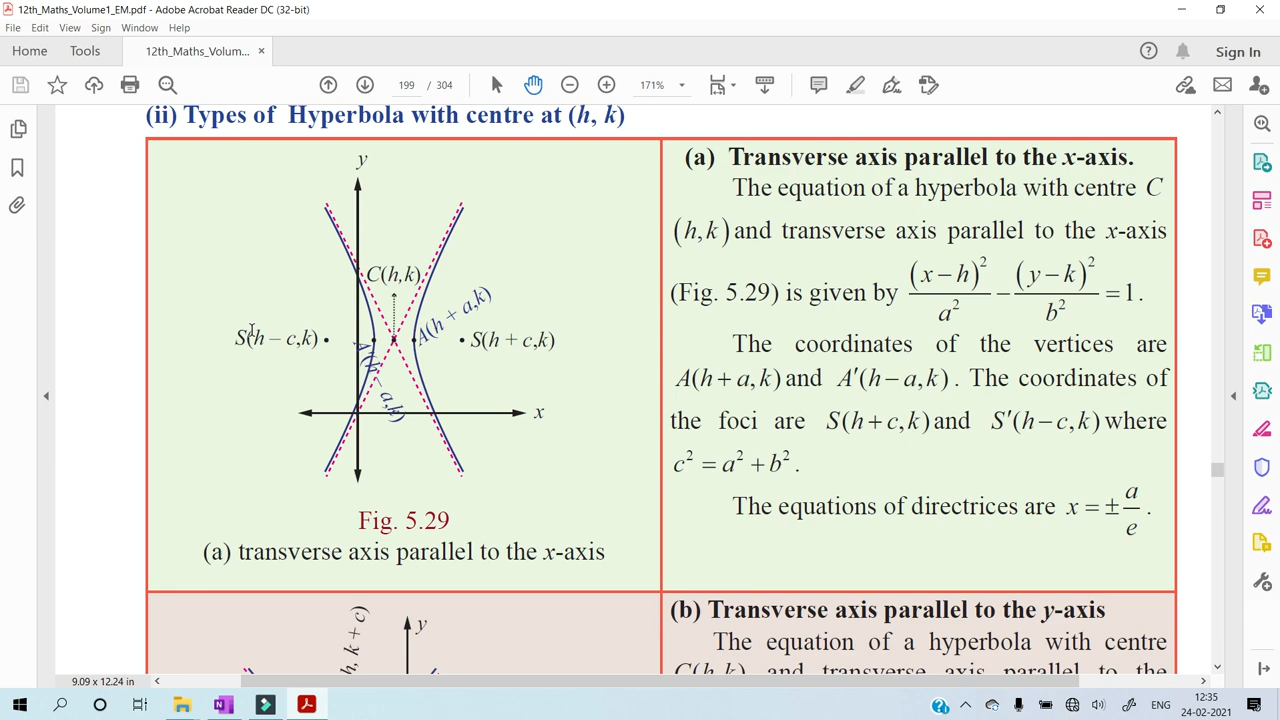 12th_Maths_Volume1_EM.pdf - Adobe Acrobat Reader DC (32-bit)
File Edit View Sign Window Help
Home Tools 12th_Maths_Volum... × Sign In
199 / 304 171%
(ii) Types of Hyperbola with centre at (h, k)
y
C(h,k)
A(h + a,k)
S(h − c,k)
S(h + c,k)
A'(h − a,k)
x
Fig. 5.29
(a) transverse axis parallel to the x-axis
(a) Transverse axis parallel to the x-axis.
The equation of a hyperbola with centre C
(h,k) and transverse axis parallel to the x-axis
(Fig. 5.29) is given by (x−h)²/a² − (y−k)²/b² = 1.
The coordinates of the vertices are
A(h+a,k) and A′(h−a,k). The coordinates of
the foci are S(h+c,k) and S′(h−c,k) where
c² = a² + b².
The equations of directrices are x = ± a/e.
h, k + c)
y
(b) Transverse axis parallel to the y-axis
The equation of a hyperbola with centre
C(h,k) and transverse axis parallel to the
9.09 x 12.24 in
ENG
12:35
24-02-2021